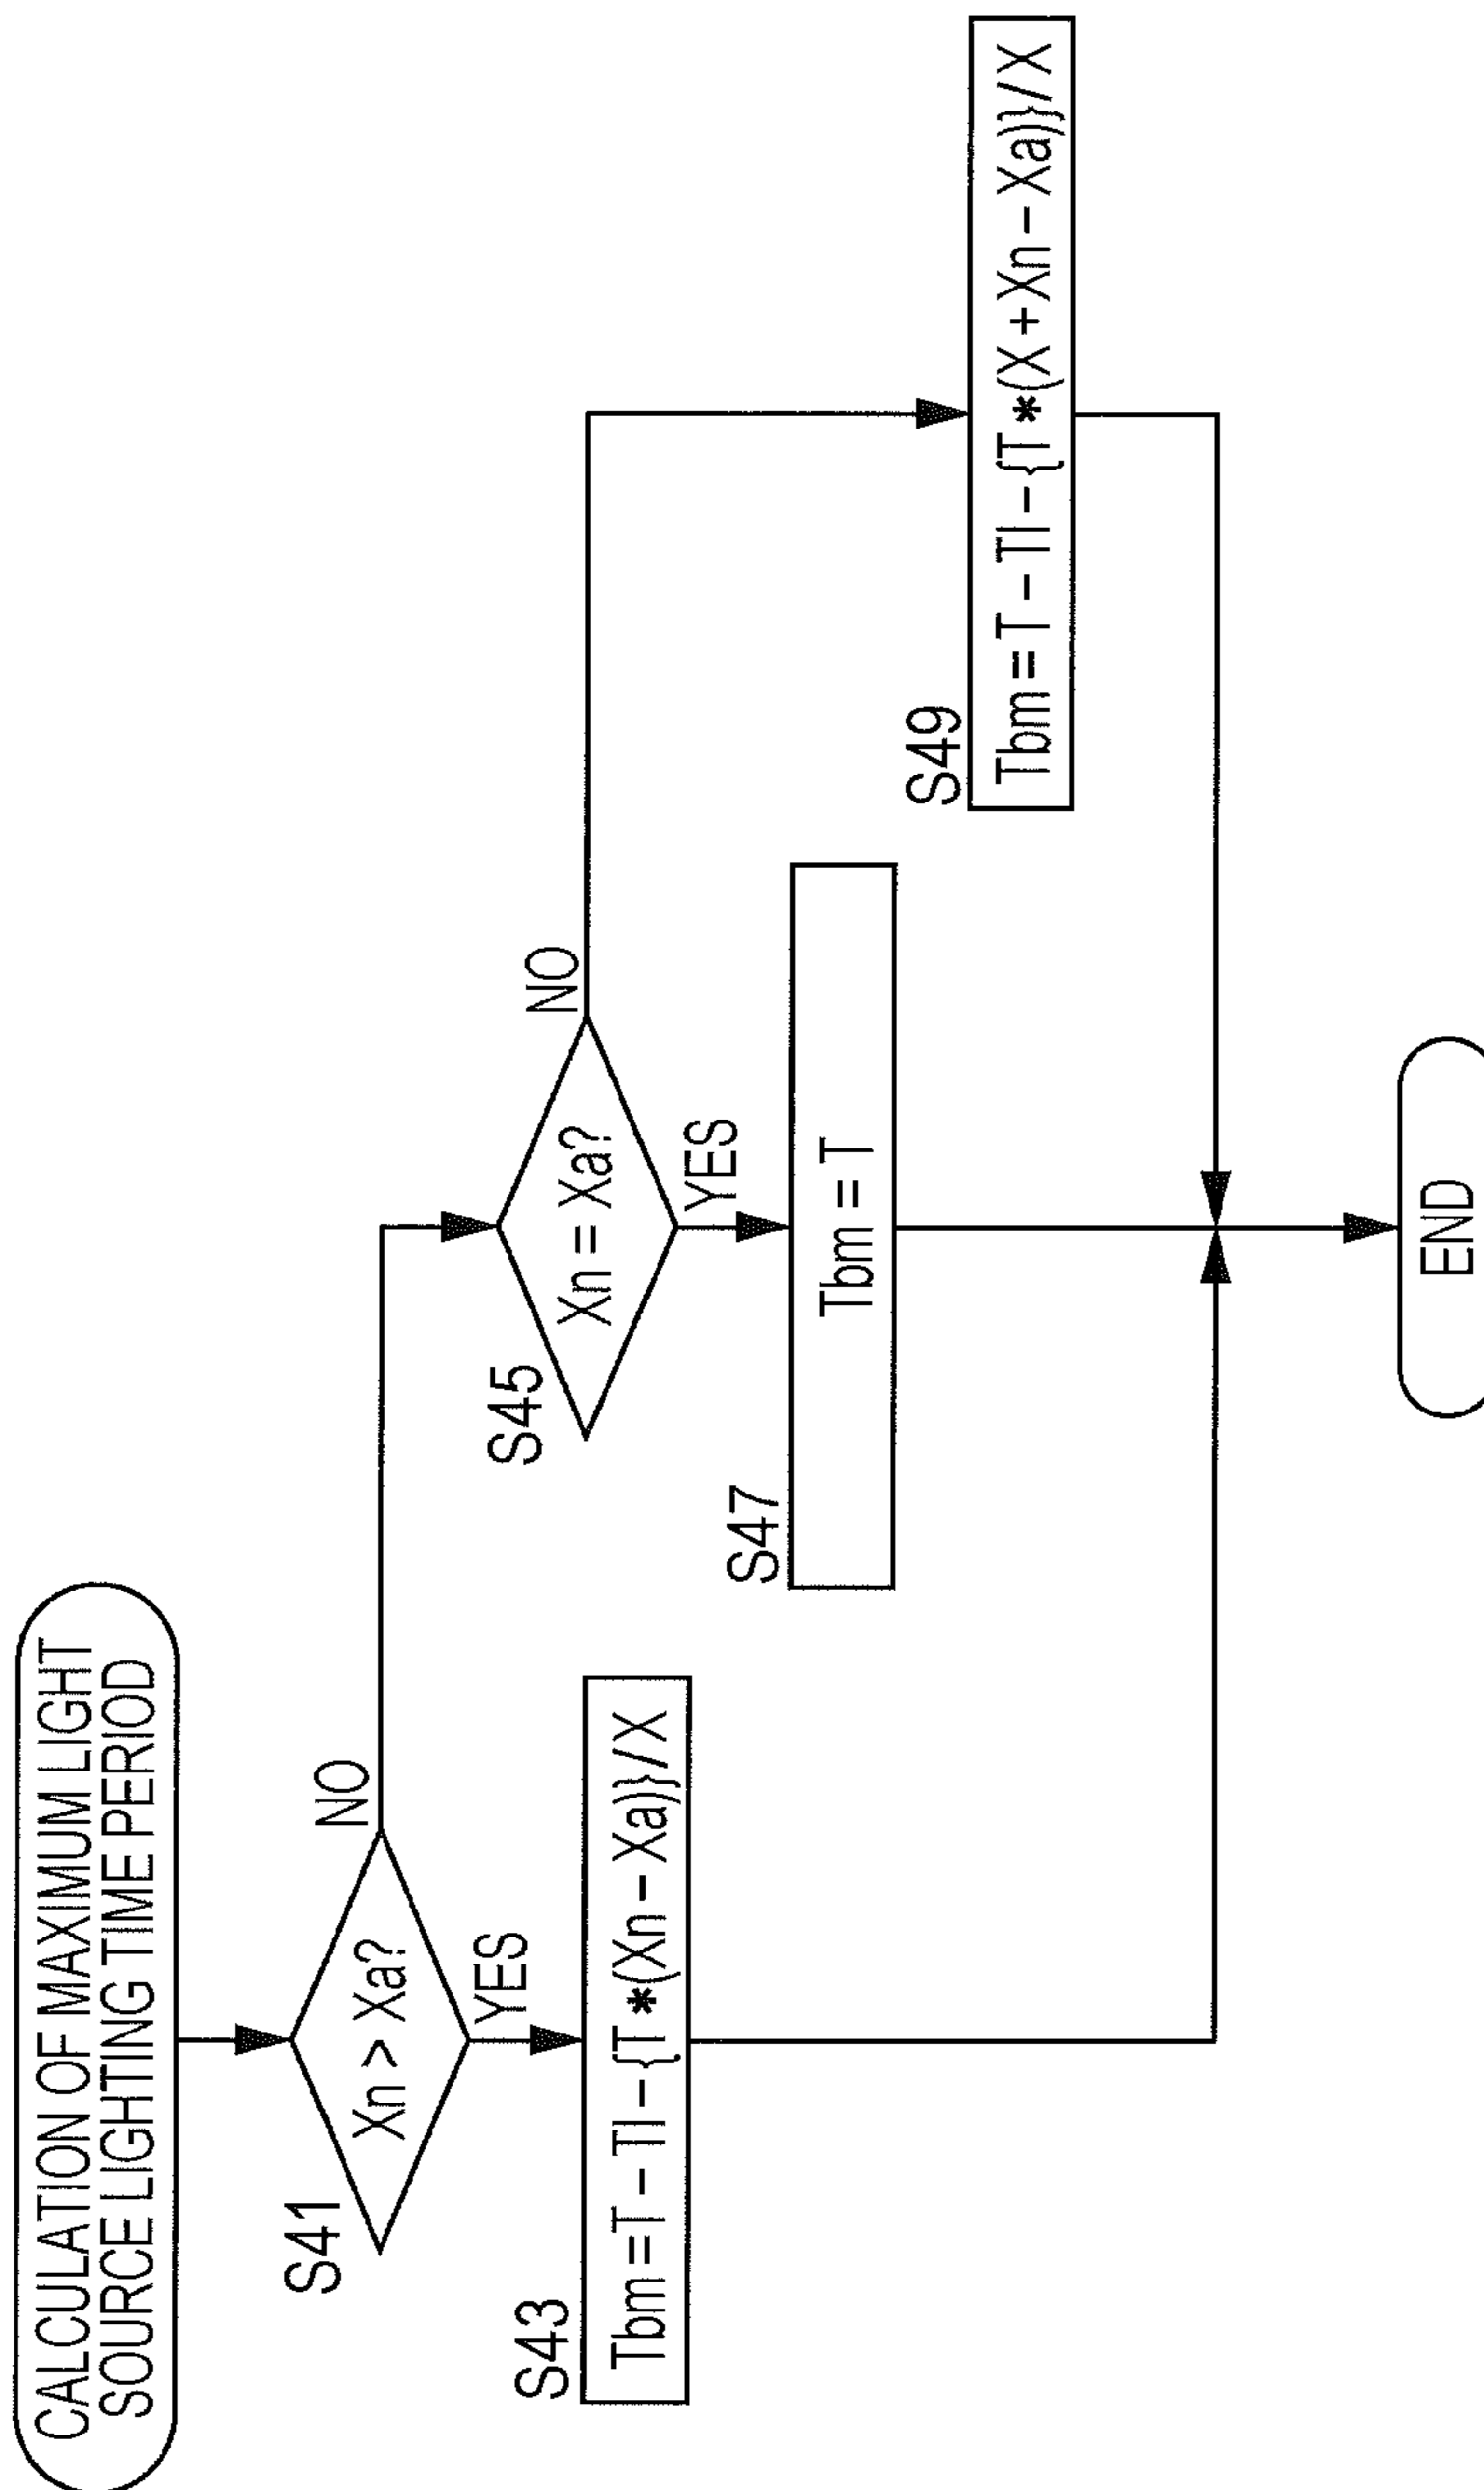 CALCULATION OF MAXIMUM LIGHT
SOURCE LIGHTING TIME PERIOD
S41
Xn > Xa?
NO
YES
S43
Tbm = T - Tl - {T * (Xn - Xa)} / X
S45
Xn = Xa?
NO
YES
S47
Tbm = T
S49
Tbm = T - Tl - {T * (X + Xn - Xa)} / X
END